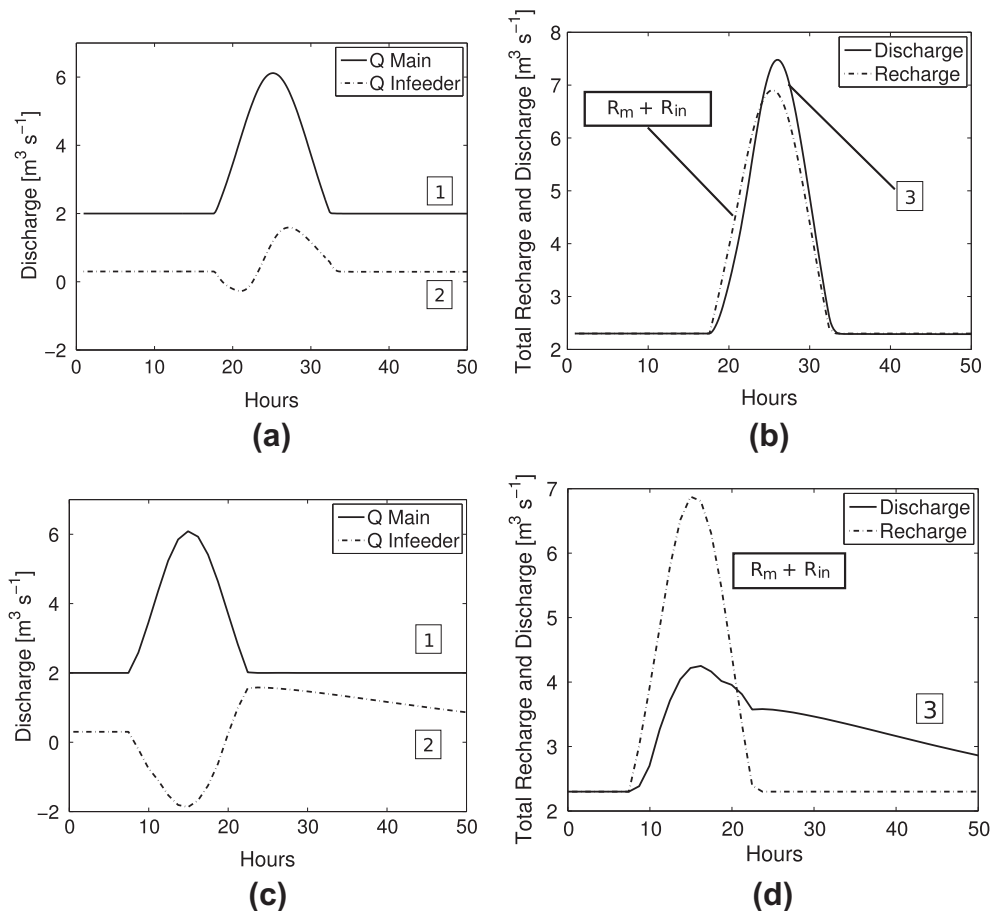 Q Main
Q Infeeder
Discharge [m³ s⁻¹]
6
4
2
0
−2
1
2
0
10
20
30
40
50
Hours
(a)
Discharge
Recharge
Total Recharge and Discharge [m³ s⁻¹]
8
7
6
5
4
3
2
Rm + Rin
3
0
10
20
30
40
50
Hours
(b)
Q Main
Q Infeeder
Discharge [m³ s⁻¹]
6
4
2
0
−2
1
2
0
10
20
30
40
50
Hours
(c)
Discharge
Recharge
Total Recharge and Discharge [m³ s⁻¹]
7
6
5
4
3
2
Rm + Rin
3
0
10
20
30
40
50
Hours
(d)